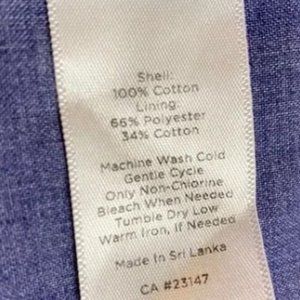 Shell:
100% Cotton
Lining:
66% Polyester
34% Cotton
Machine Wash Cold
Gentle Cycle
Only Non-Chlorine
Bleach When Needed
Tumble Dry Low
Warm Iron, If Needed
Made In Sri Lanka
CA #23147